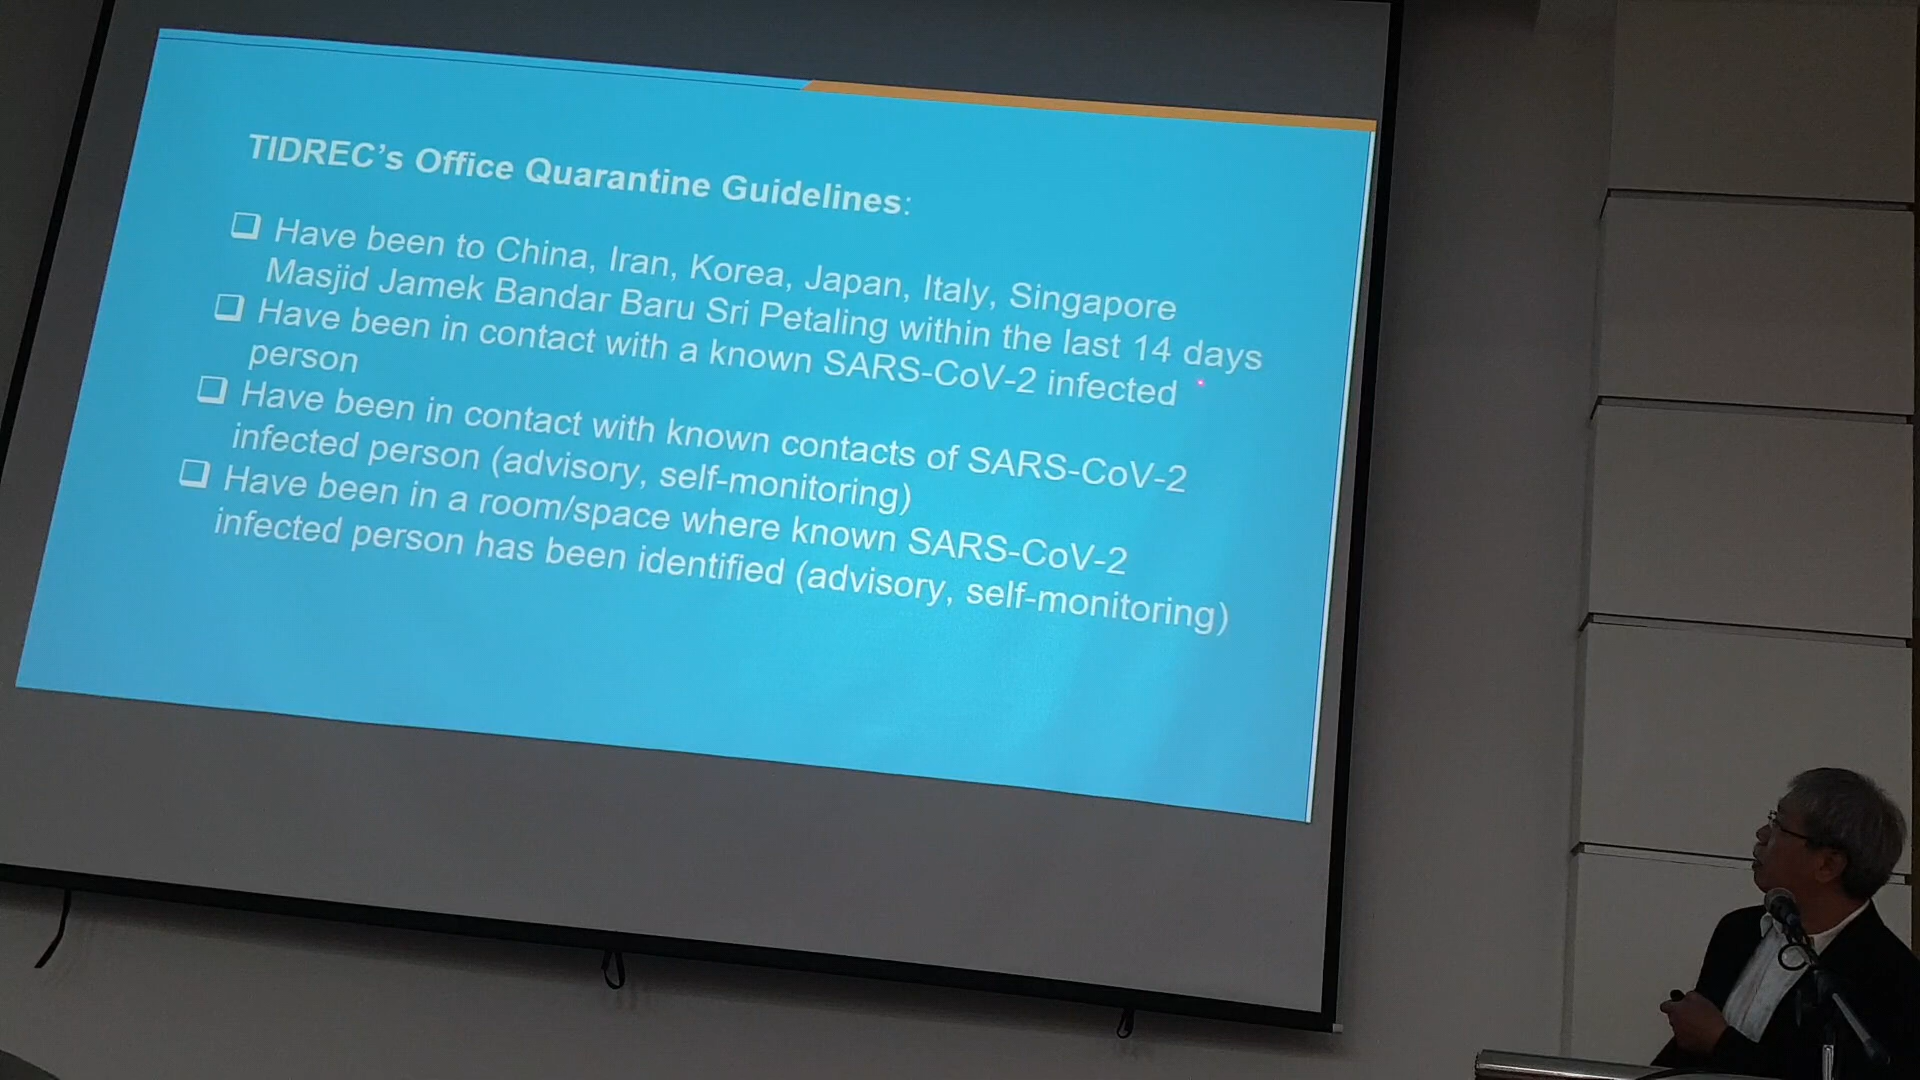 TIDREC’s Office Quarantine Guidelines:
❑ Have been to China, Iran, Korea, Japan, Italy, Singapore
Masjid Jamek Bandar Baru Sri Petaling within the last 14 days
❑ Have been in contact with a known SARS-CoV-2 infected
person
❑ Have been in contact with known contacts of SARS-CoV-2
infected person (advisory, self-monitoring)
❑ Have been in a room/space where known SARS-CoV-2
infected person has been identified (advisory, self-monitoring)